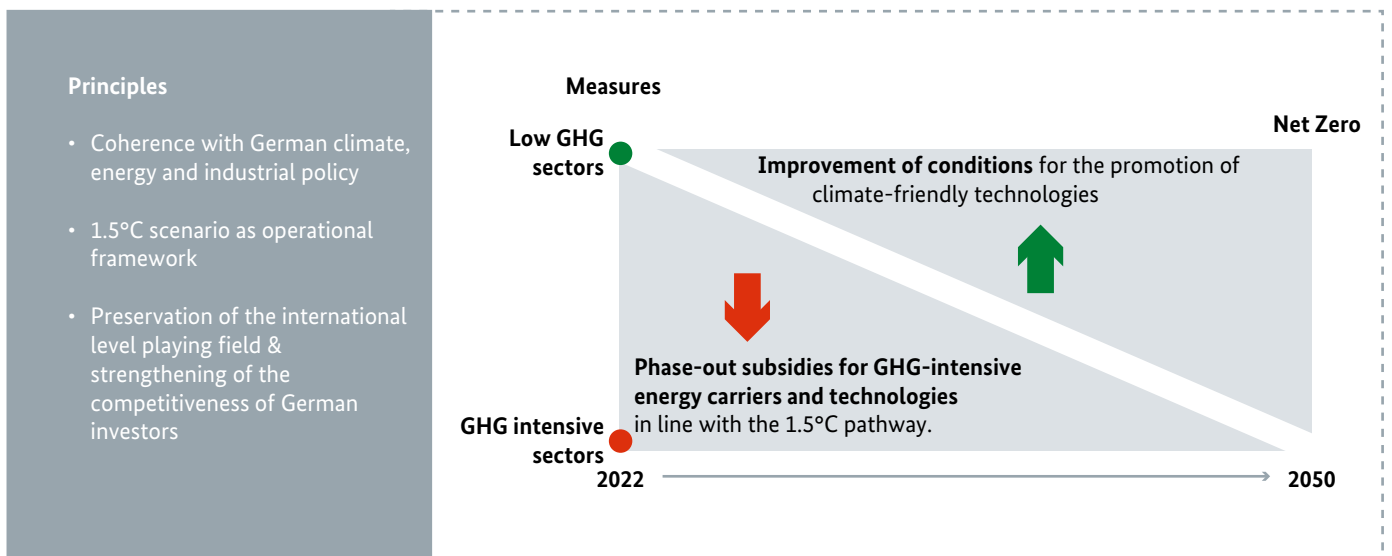 Principles
• Coherence with German climate,
energy and industrial policy
• 1.5°C scenario as operational
framework
• Preservation of the international
level playing field &
strengthening of the
competitiveness of German
investors
Measures
Net Zero
Low GHG
sectors
Improvement of conditions for the promotion of
climate-friendly technologies
Phase-out subsidies for GHG-intensive
energy carriers and technologies
in line with the 1.5°C pathway.
GHG intensive
sectors
2022
2050